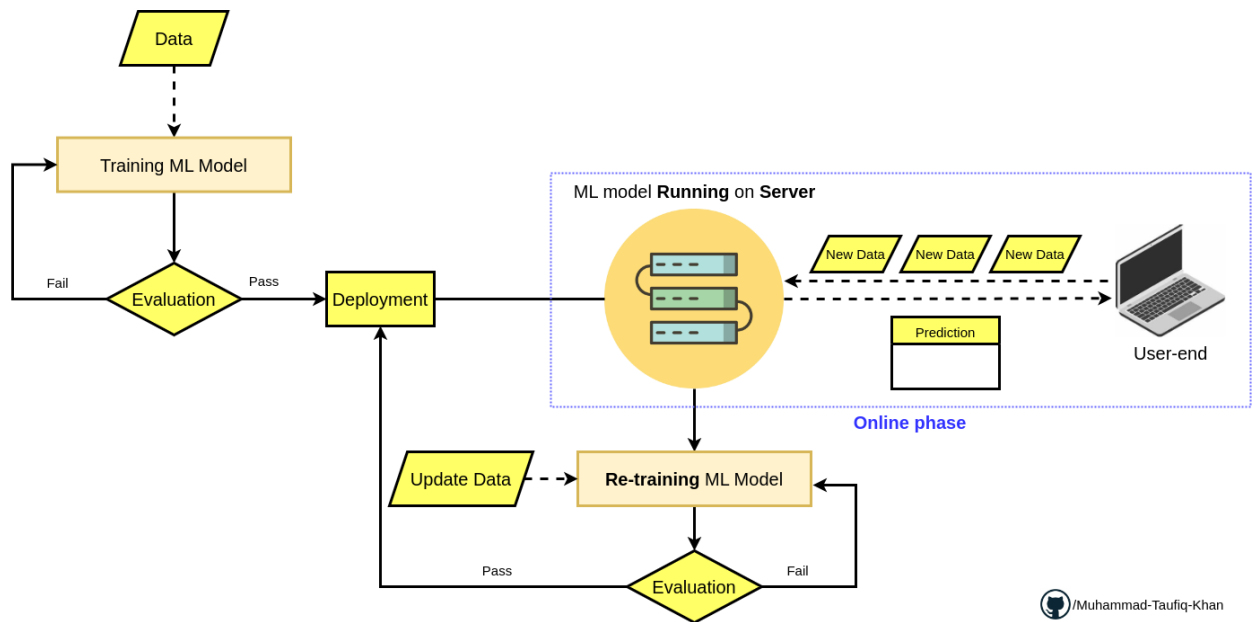 Data
Training ML Model
Fail
Evaluation
Pass
Deployment
ML model Running on Server
New Data
New Data
New Data
Prediction
User-end
Online phase
Update Data
Re-training ML Model
Pass
Evaluation
Fail
/Muhammad-Taufiq-Khan